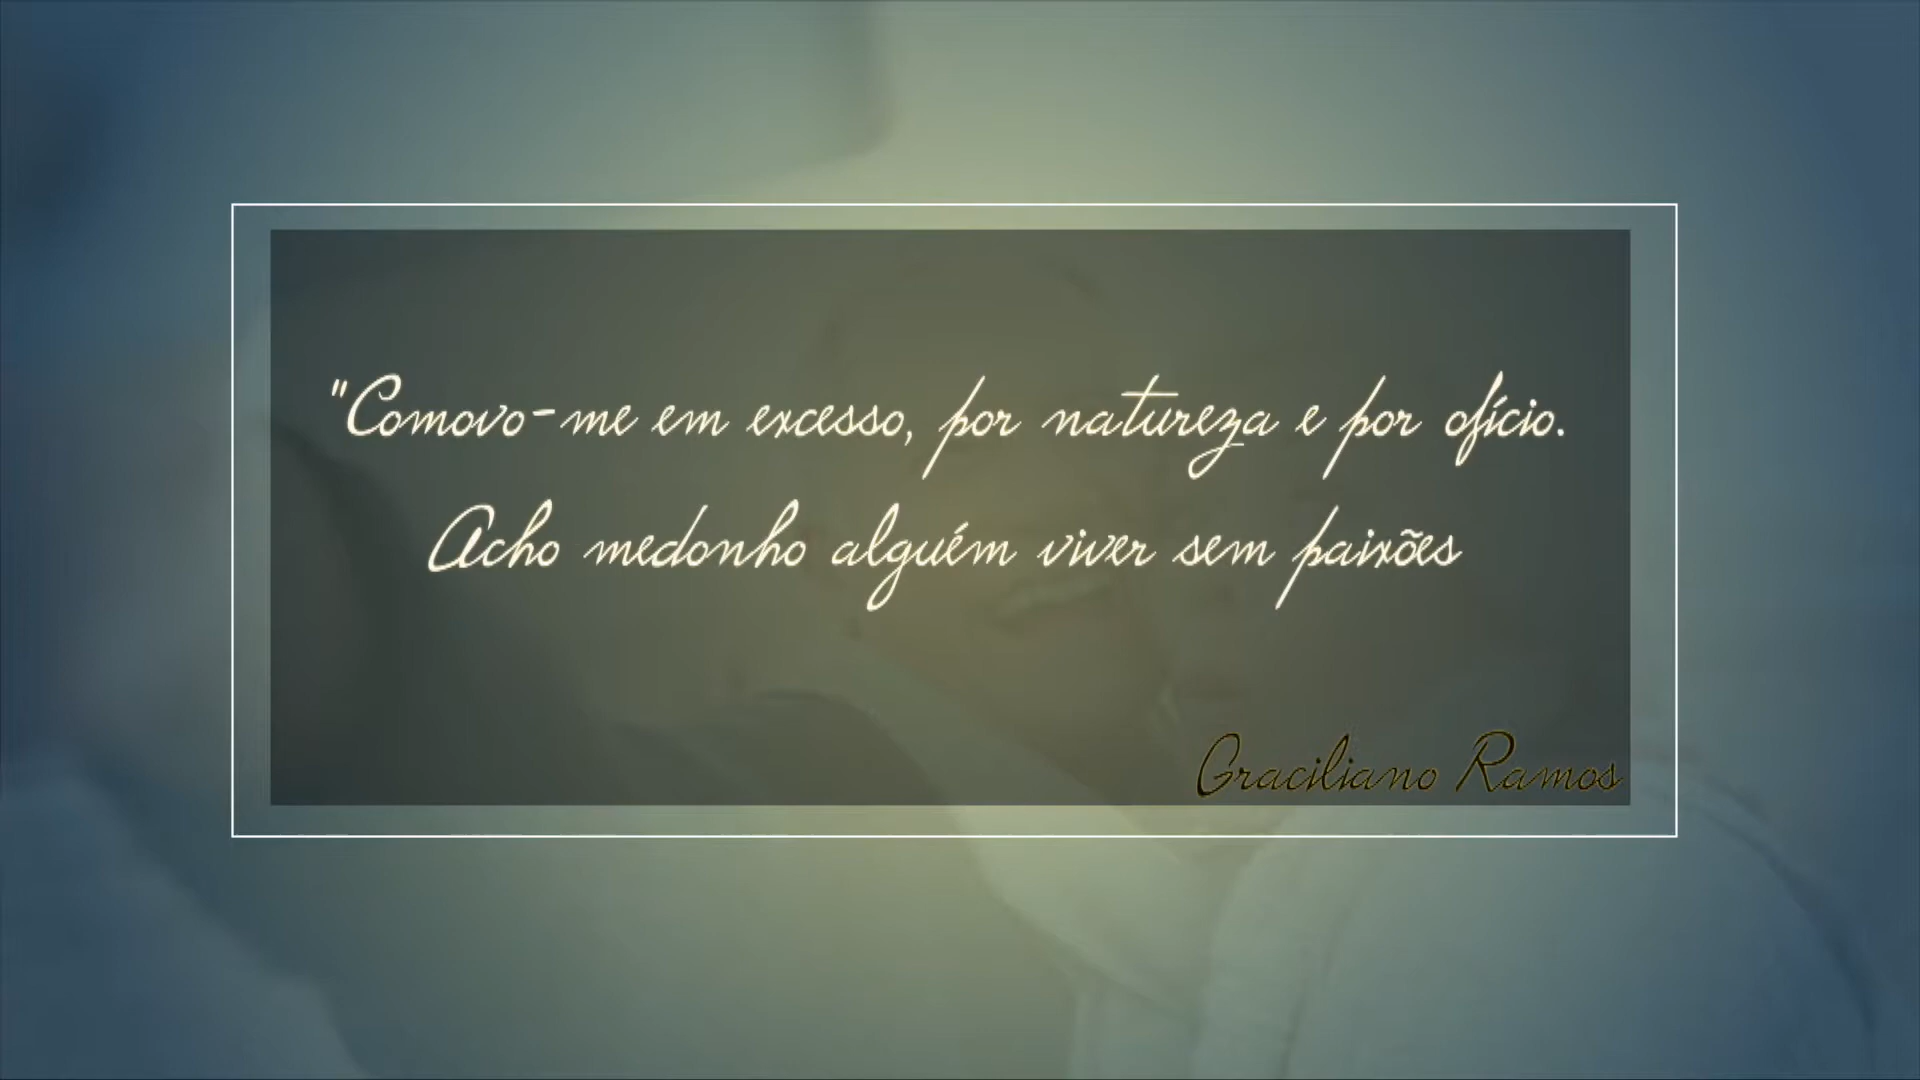 "Comovo-me em excesso, por natureza e por ofício.
Acho medonho alguém viver sem paixões
Graciliano Ramos